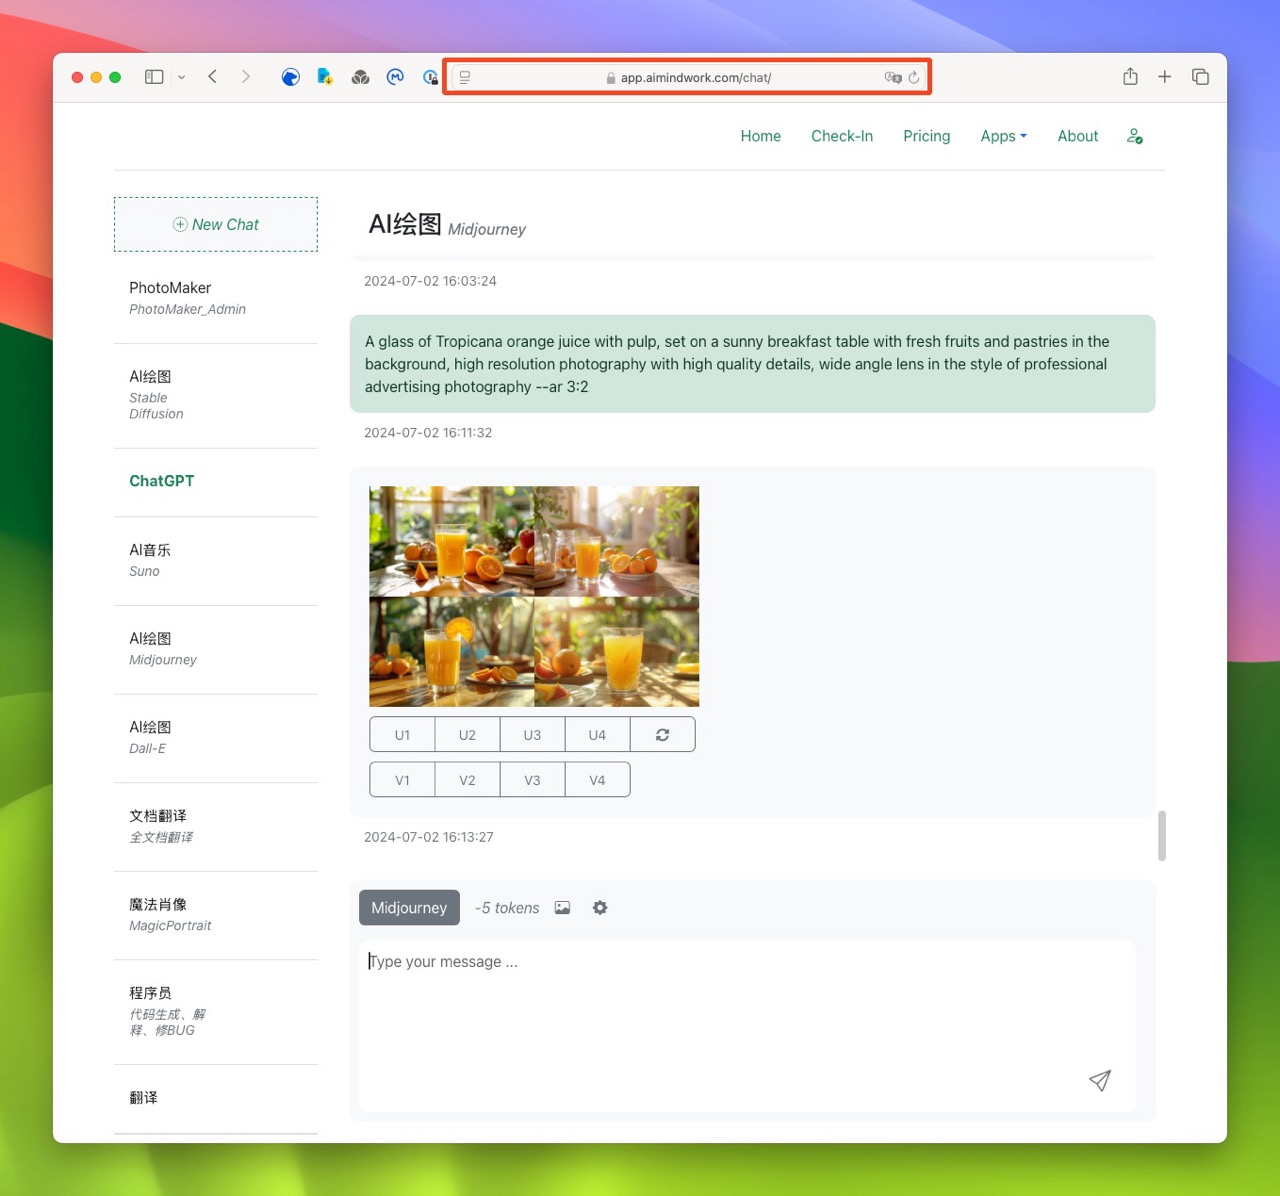 app.aimindwork.com/chat/
Home
Check-In
Pricing
Apps
About
New Chat
PhotoMaker
PhotoMaker_Admin
AI绘图
Stable
Diffusion
ChatGPT
AI音乐
Suno
AI绘图
Midjourney
AI绘图
Dall-E
文档翻译
全文档翻译
魔法肖像
MagicPortrait
程序员
代码生成、解
释、修BUG
翻译
AI绘图 Midjourney
2024-07-02 16:03:24
A glass of Tropicana orange juice with pulp, set on a sunny breakfast table with fresh fruits and pastries in the
background, high resolution photography with high quality details, wide angle lens in the style of professional
advertising photography --ar 3:2
2024-07-02 16:11:32
U1
U2
U3
U4
V1
V2
V3
V4
2024-07-02 16:13:27
Midjourney
-5 tokens
Type your message ...